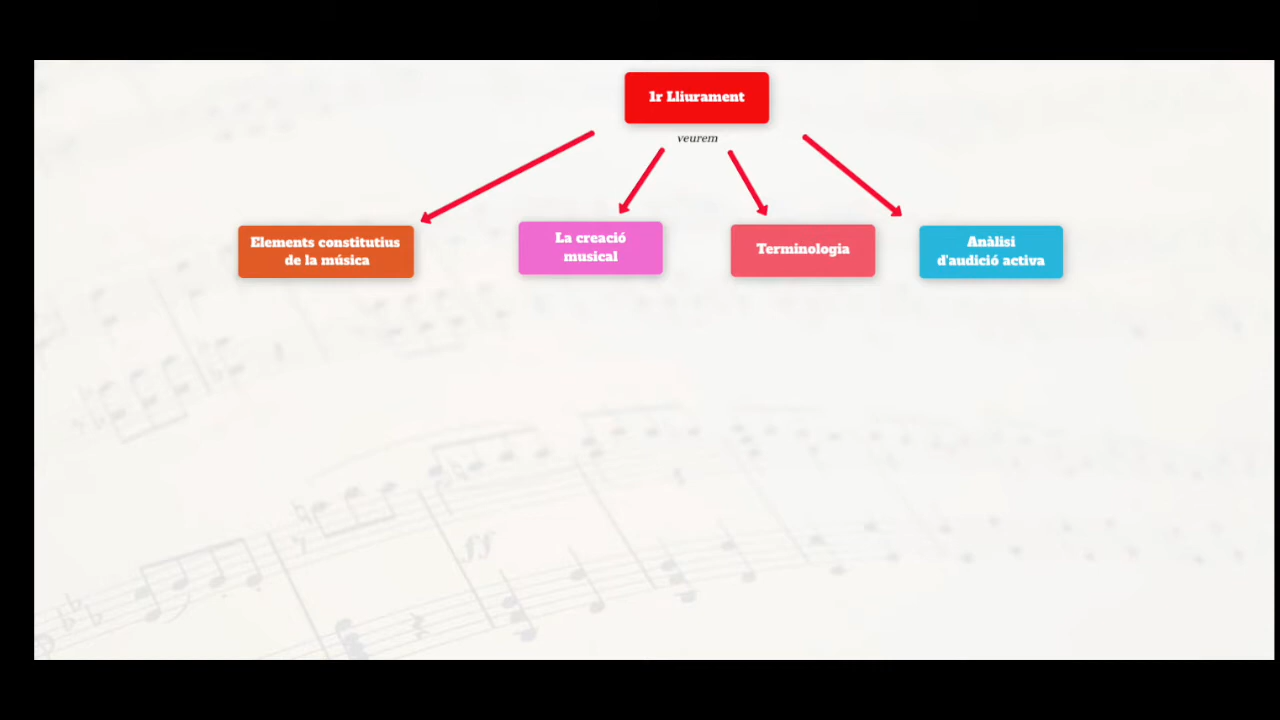 1r Lliurament
veurem
Elements constitutius
de la música
La creació
musical
Terminologia
Anàlisi
d'audició activa